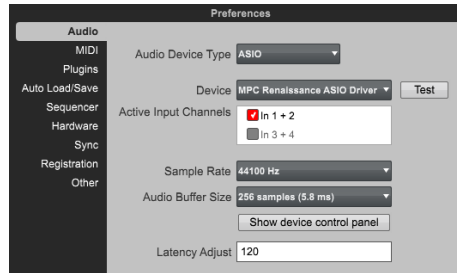 Preferences
Audio
MIDI
Plugins
Auto Load/Save
Sequencer
Hardware
Sync
Registration
Other
Audio Device Type ASIO
Device MPC Renaissance ASIO Driver Test
Active Input Channels In 1 + 2
In 3 + 4
Sample Rate 44100 Hz
Audio Buffer Size 256 samples (5.8 ms)
Show device control panel
Latency Adjust 120